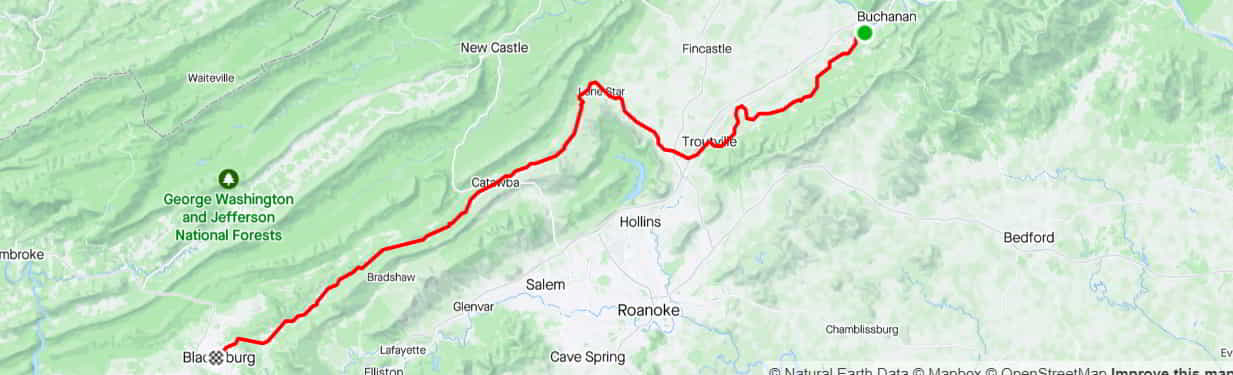 Buchanan
New Castle
Fincastle
Waiteville
Lone Star
Troutville
Catawba
George Washington
and Jefferson
National Forests
Hollins
Bedford
mbroke
Bradshaw
Salem
Glenvar
Roanoke
Chamblissburg
Lafayette
Blacksburg
Cave Spring
Elliston
Ev
© Natural Earth Data © Mapbox © OpenStreetMap Improve this map